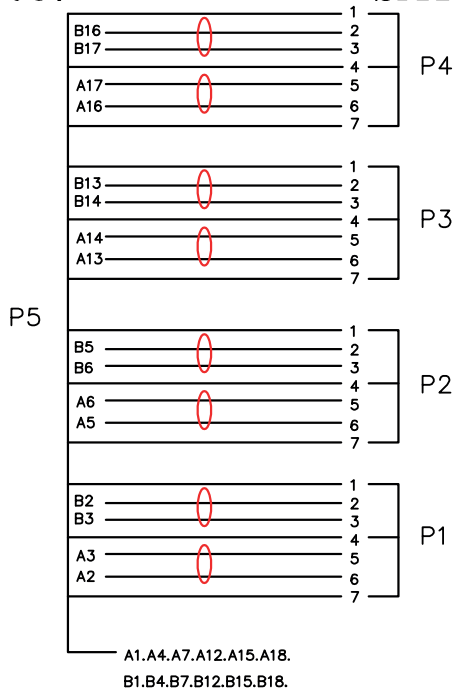 1
B16 2
B17 3
4
A17 5
A16 6
7
P4
1
B13 2
B14 3
4
A14 5
A13 6
7
P3
P5
1
B5 2
B6 3
4
A6 5
A5 6
7
P2
1
B2 2
B3 3
4
A3 5
A2 6
7
P1
A1.A4.A7.A12.A15.A18.
B1.B4.B7.B12.B15.B18.